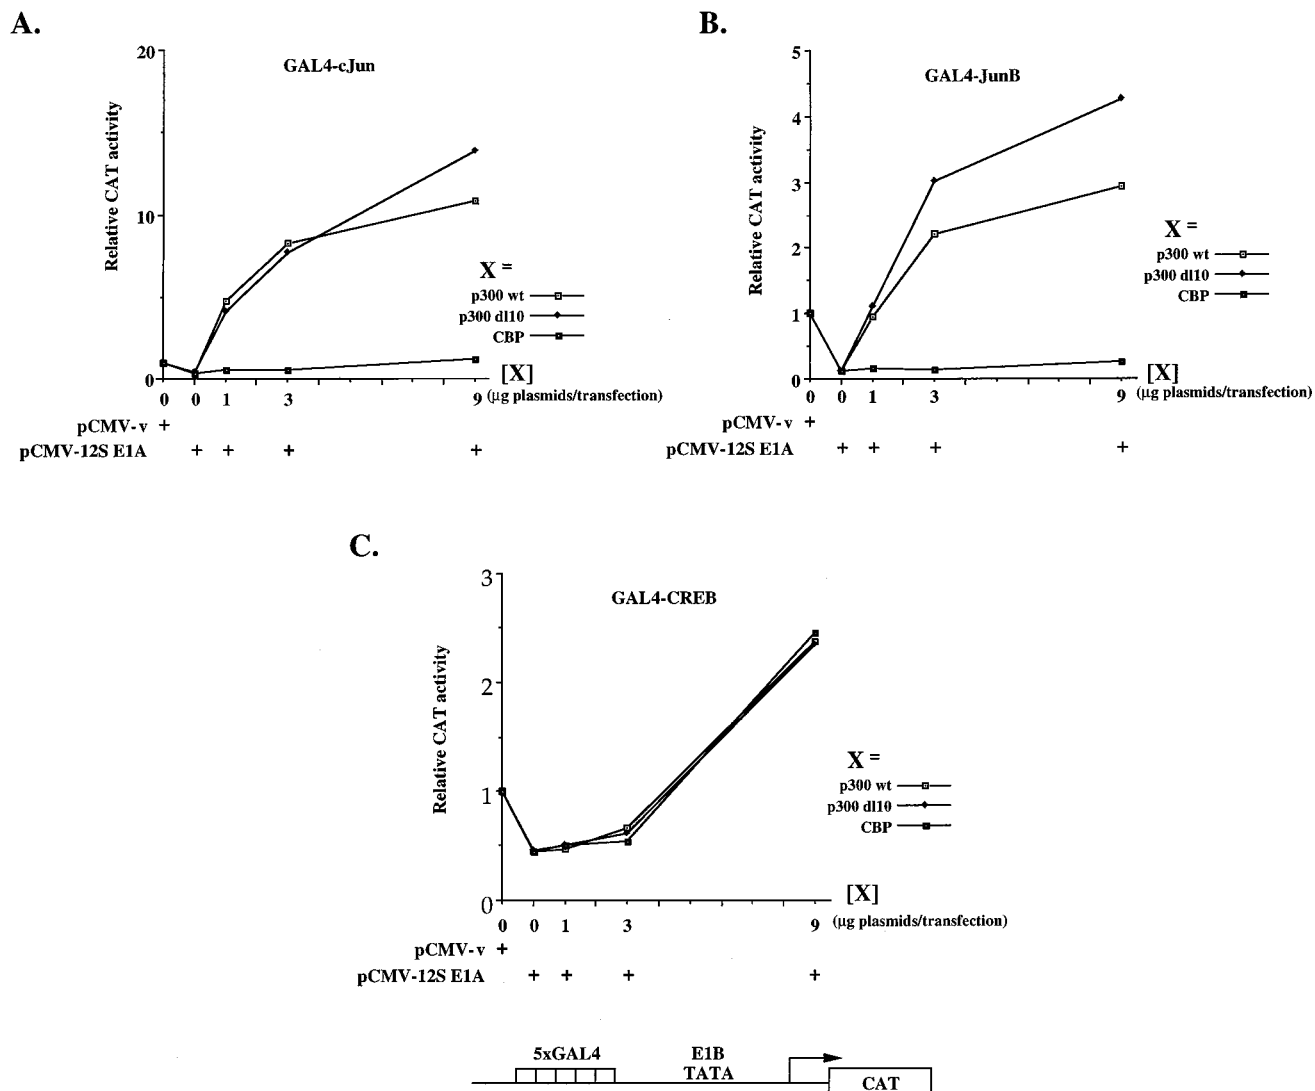 A.
GAL4-cJun
Relative CAT activity
20
10
0
X =
p300 wt
p300 dl10
CBP
[X]
0 0 1 3 9 (µg plasmids/transfection)
pCMV-v +
pCMV-12S E1A + + + +
B.
GAL4-JunB
Relative CAT activity
5
4
3
2
1
0
X =
p300 wt
p300 dl10
CBP
[X]
0 0 1 3 9 (µg plasmids/transfection)
pCMV-v +
pCMV-12S E1A + + + +
C.
GAL4-CREB
Relative CAT activity
3
2
1
0
X =
p300 wt
p300 dl10
CBP
[X]
0 0 1 3 9 (µg plasmids/transfection)
pCMV-v +
pCMV-12S E1A + + + +
5xGAL4 E1B
TATA
CAT